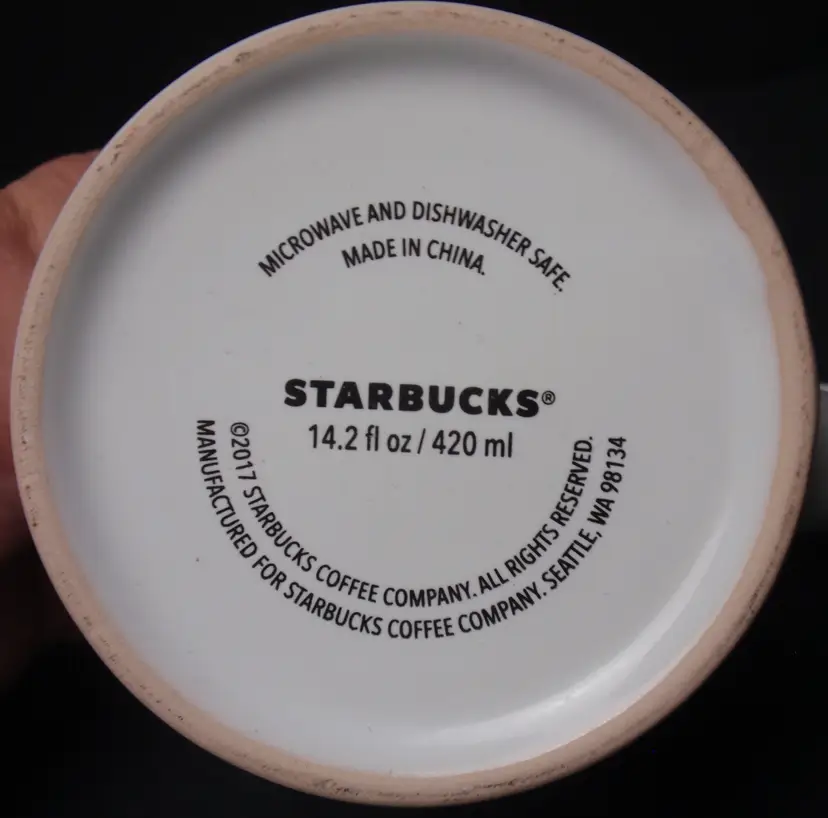 MICROWAVE AND DISHWASHER SAFE.
MADE IN CHINA.
STARBUCKS®
14.2 fl oz / 420 ml
©2017 STARBUCKS COFFEE COMPANY. ALL RIGHTS RESERVED.
MANUFACTURED FOR STARBUCKS COFFEE COMPANY. SEATTLE, WA 98134